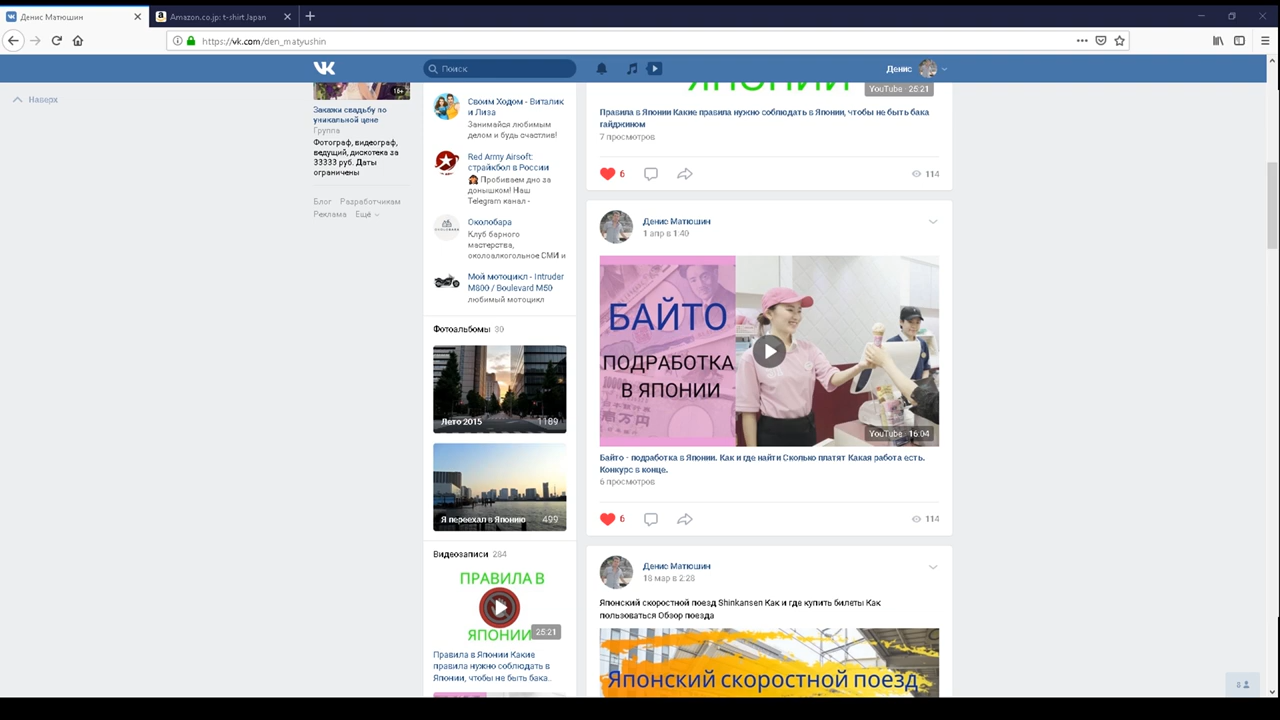 Денис Матюшин
Amazon.co.jp: t-shirt Japan
https://vk.com/den_matyushin
Поиск
Денис
Наверх
18+
Закажи свадьбу по
уникальной цене
Группа
Фотограф, видеограф,
ведущий, дискотека за
33333 руб. Даты
ограничены
Блог Разработчикам
Реклама Ещё
Своим Ходом - Виталик
и Лиза
Занимайся любимым
делом и будь счастлив!
Red Army Airsoft:
страйкбол в России
Пробиваем дно за
донышком! Наш
Telegram канал -
Околобара
Клуб барного
мастерства,
околоалкогольное СМИ и
Мой мотоцикл - Intruder
M800 / Boulevard M50
любимый мотоцикл
Фотоальбомы 30
Лето 2015 1189
Я переехал в Японию 499
Видеозаписи 284
ПРАВИЛА В
ЯПОНИИ
25:21
Правила в Японии Какие
правила нужно соблюдать в
Японии, чтобы не быть бака..
ЯПОНИИ
YouTube · 25:21
Правила в Японии Какие правила нужно соблюдать в Японии, чтобы не быть бака
гайджином
7 просмотров
6 114
Денис Матюшин
1 апр в 1:40
БАЙТО
ПОДРАБОТКА
В ЯПОНИИ
YouTube · 16:04
Байто - подработка в Японии. Как и где найти Сколько платят Какая работа есть.
Конкурс в конце.
6 просмотров
6 114
Денис Матюшин
18 мар в 2:28
Японский скоростной поезд Shinkansen Как и где купить билеты Как
пользоваться Обзор поезда
Японский скоростной поезд